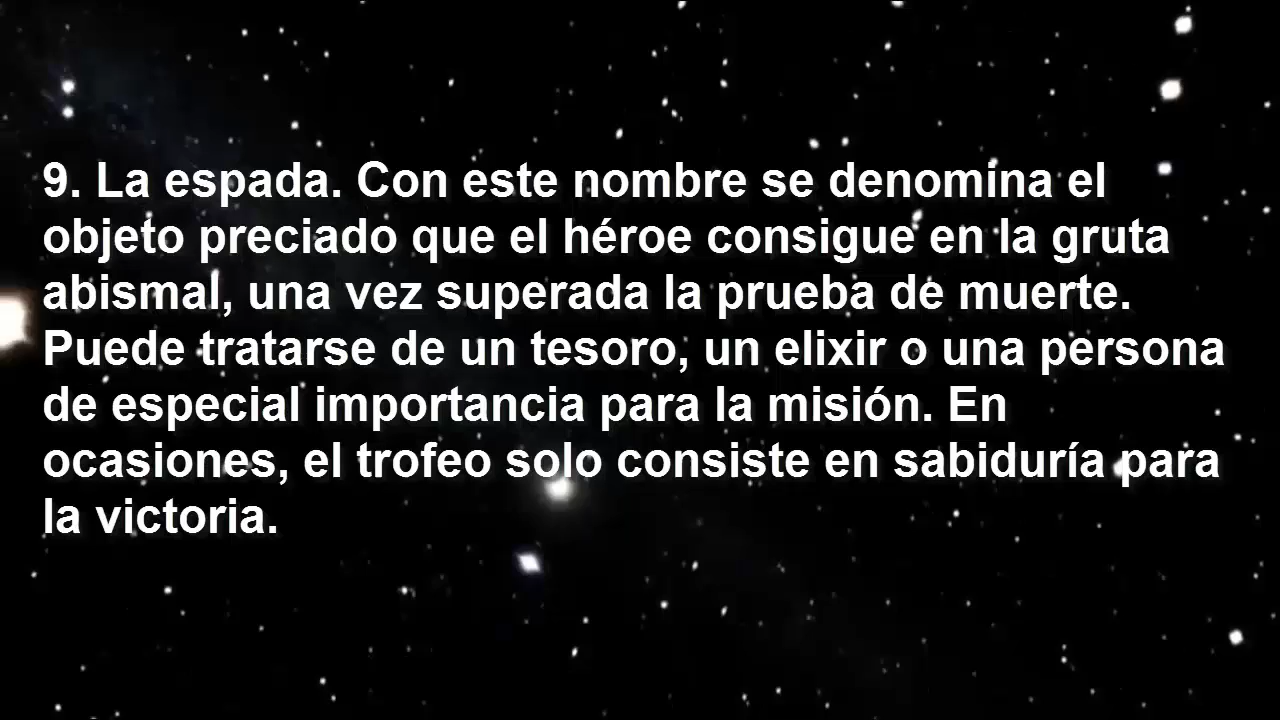 9. La espada. Con este nombre se denomina el
objeto preciado que el héroe consigue en la gruta
abismal, una vez superada la prueba de muerte.
Puede tratarse de un tesoro, un elixir o una persona
de especial importancia para la misión. En
ocasiones, el trofeo solo consiste en sabiduría para
la victoria.